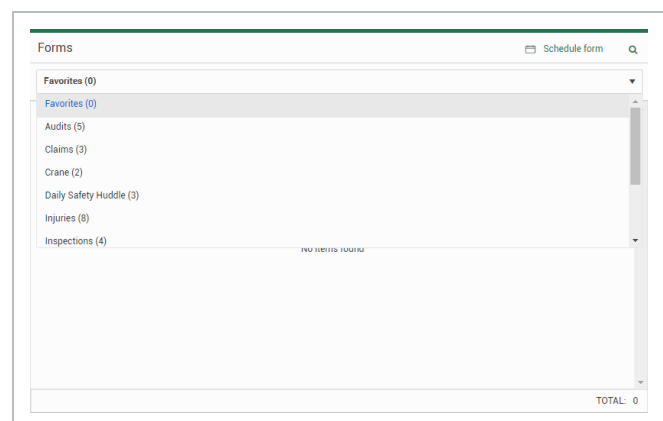 Forms Schedule form
Favorites (0)
Favorites (0)
Audits (5)
Claims (3)
Crane (2)
Daily Safety Huddle (3)
Injuries (8)
Inspections (4)
No items found
TOTAL: 0